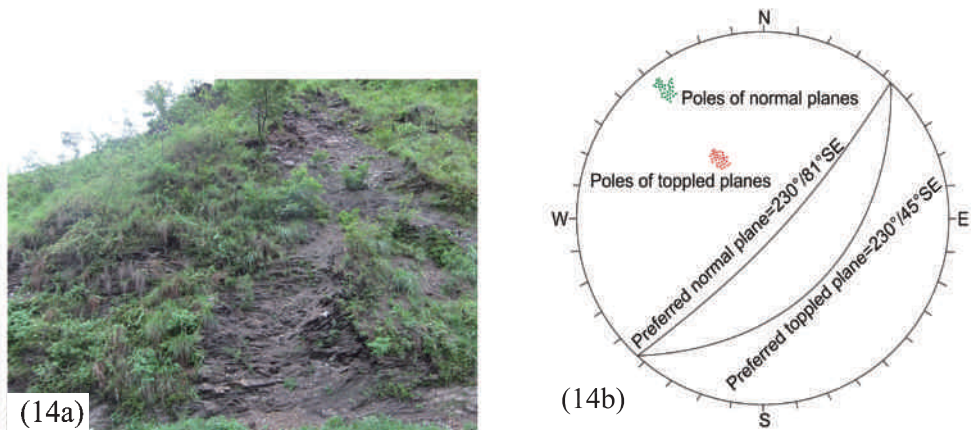 (14a)
N
Poles of normal planes
Poles of toppled planes
W
E
Preferred normal plane=230°/81°SE
Preferred toppled plane=230°/45°SE
(14b)
S